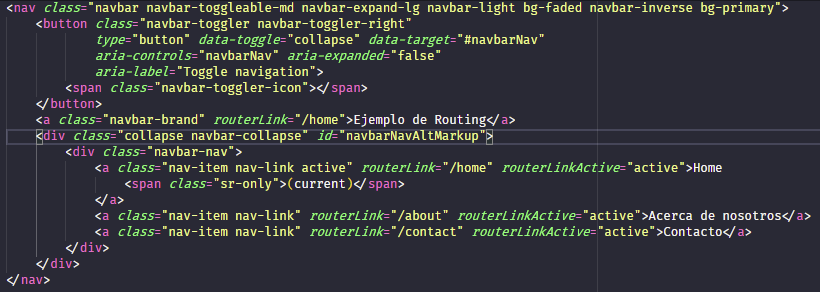 <nav class="navbar navbar-toggleable-md navbar-expand-lg navbar-light bg-faded navbar-inverse bg-primary">
    <button class="navbar-toggler navbar-toggler-right"
            type="button" data-toggle="collapse" data-target="#navbarNav"
            aria-controls="navbarNav" aria-expanded="false"
            aria-label="Toggle navigation">
        <span class="navbar-toggler-icon"></span>
    </button>
    <a class="navbar-brand" routerLink="/home">Ejemplo de Routing</a>
    <div class="collapse navbar-collapse" id="navbarNavAltMarkup">
        <div class="navbar-nav">
            <a class="nav-item nav-link active" routerLink="/home" routerLinkActive="active">Home
                <span class="sr-only">(current)</span>
            </a>
            <a class="nav-item nav-link" routerLink="/about" routerLinkActive="active">Acerca de nosotros</a>
            <a class="nav-item nav-link" routerLink="/contact" routerLinkActive="active">Contacto</a>
        </div>
    </div>
</nav>